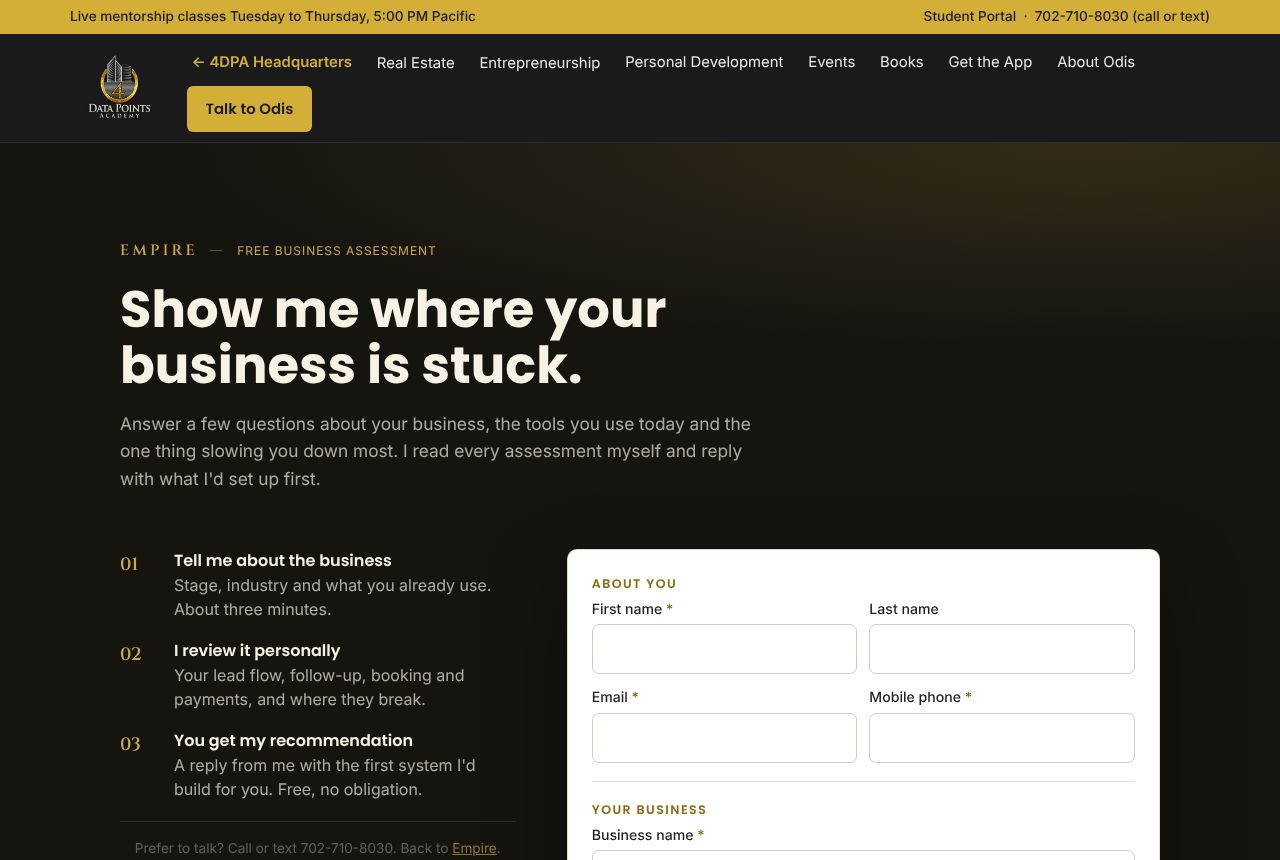 Live mentorship classes Tuesday to Thursday, 5:00 PM Pacific
Student Portal · 702-710-8030 (call or text)
4
DATA POINTS
ACADEMY
← 4DPA Headquarters
Real Estate
Entrepreneurship
Personal Development
Events
Books
Get the App
About Odis
Talk to Odis
EMPIRE — FREE BUSINESS ASSESSMENT
Show me where your
business is stuck.
Answer a few questions about your business, the tools you use today and the
one thing slowing you down most. I read every assessment myself and reply
with what I'd set up first.
01
Tell me about the business
Stage, industry and what you already use.
About three minutes.
02
I review it personally
Your lead flow, follow-up, booking and
payments, and where they break.
03
You get my recommendation
A reply from me with the first system I'd
build for you. Free, no obligation.
Prefer to talk? Call or text 702-710-8030. Back to Empire.
ABOUT YOU
First name *
Last name
Email *
Mobile phone *
YOUR BUSINESS
Business name *